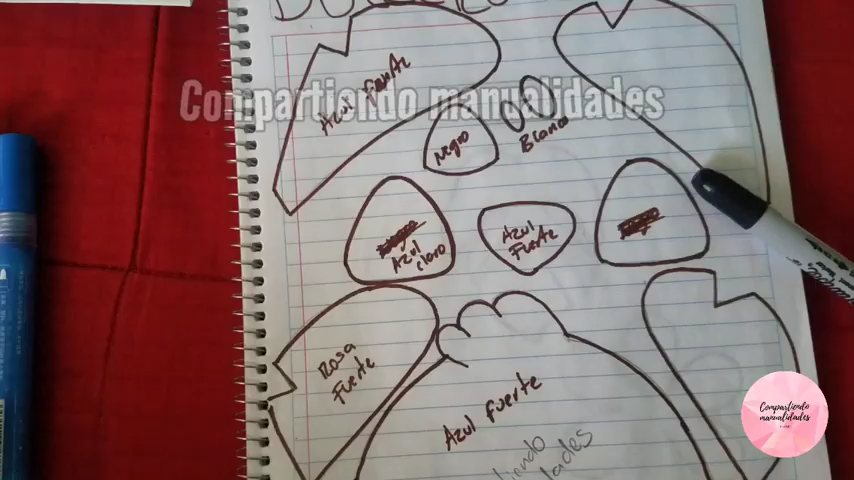 Azul fuerte
Compartiendo manualidades
Negro
Blanco
Azul
claro
Azul
Fuerte
Rosa
Fuerte
Azul fuerte
Compartiendo
manualidades